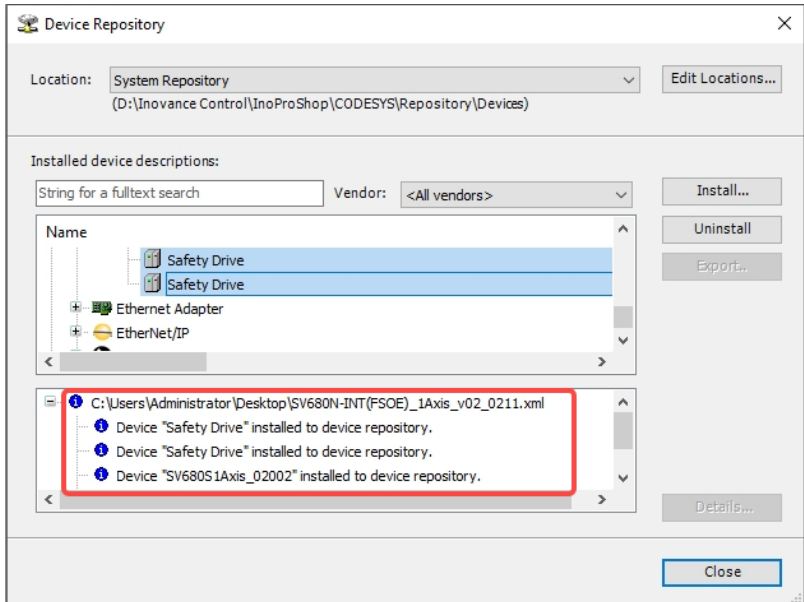 Device Repository
Location: System Repository Edit Locations...
(D:\Inovance Control\InoProShop\CODESYS\Repository\Devices)
Installed device descriptions:
String for a fulltext search Vendor: <All vendors> Install...
Name Uninstall
Safety Drive Export..
Safety Drive
Ethernet Adapter
EtherNet/IP
C:\Users\Administrator\Desktop\SV680N-INT(FSOE)_1Axis_v02_0211.xml
Device "Safety Drive" installed to device repository.
Device "Safety Drive" installed to device repository.
Device "SV680S1Axis_02002" installed to device repository.
Details...
Close